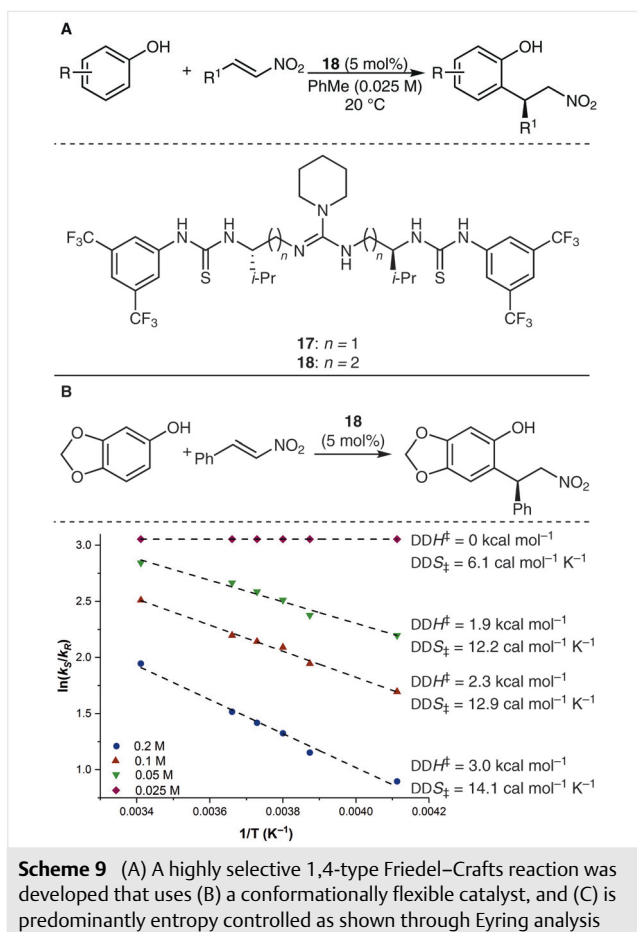 A
OH
R
+
R¹
NO₂
18 (5 mol%)
PhMe (0.025 M)
20 °C
R
OH
NO₂
R¹
N
F₃C
CF₃
H
N
S
H
N
i-Pr
( )n
N
N
H
( )n
i-Pr
H
N
S
H
N
CF₃
CF₃
17: n = 1
18: n = 2
B
O
O
OH
+
Ph
NO₂
18
(5 mol%)
O
O
OH
NO₂
Ph
ln(kS/kR)
3.0
2.5
2.0
1.5
1.0
0.2 M
0.1 M
0.05 M
0.025 M
DDH‡ = 0 kcal mol⁻¹
DDS‡ = 6.1 cal mol⁻¹ K⁻¹
DDH‡ = 1.9 kcal mol⁻¹
DDS‡ = 12.2 cal mol⁻¹ K⁻¹
DDH‡ = 2.3 kcal mol⁻¹
DDS‡ = 12.9 cal mol⁻¹ K⁻¹
DDH‡ = 3.0 kcal mol⁻¹
DDS‡ = 14.1 cal mol⁻¹ K⁻¹
0.0034 0.0036 0.0038 0.0040 0.0042
1/T (K⁻¹)
Scheme 9 (A) A highly selective 1,4-type Friedel–Crafts reaction was
developed that uses (B) a conformationally flexible catalyst, and (C) is
predominantly entropy controlled as shown through Eyring analysis